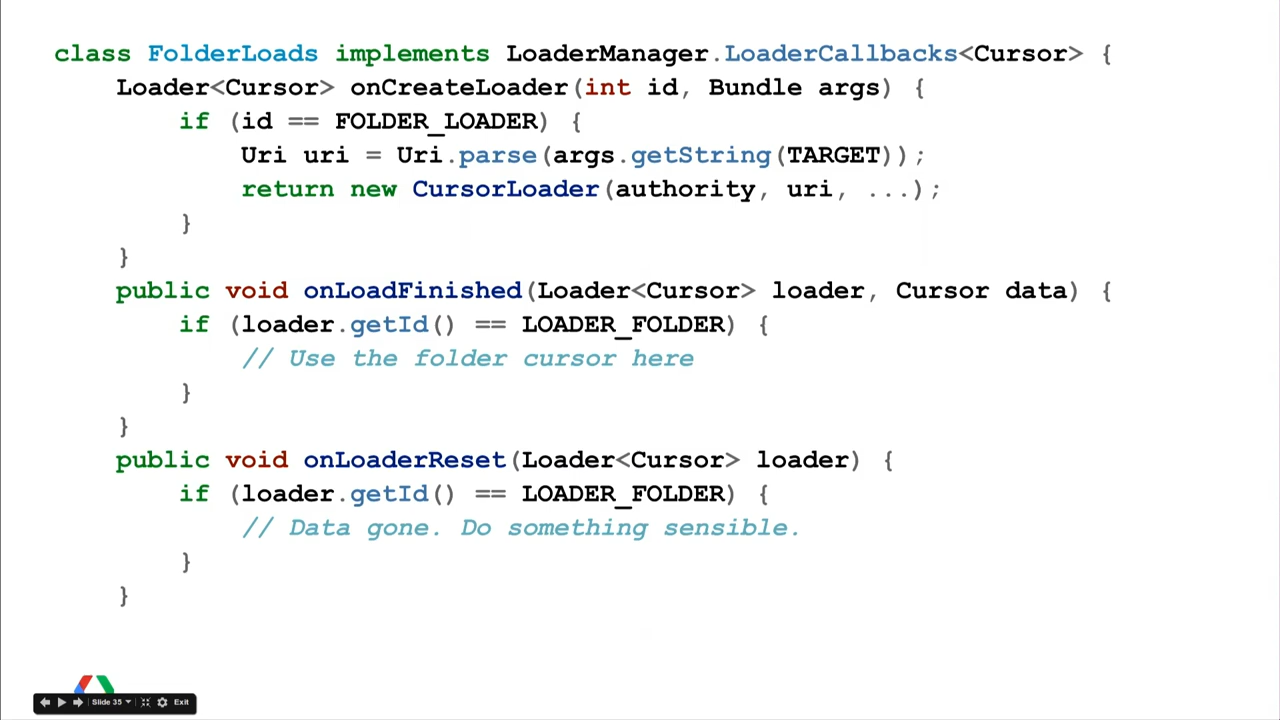 class FolderLoads implements LoaderManager.LoaderCallbacks<Cursor> {
    Loader<Cursor> onCreateLoader(int id, Bundle args) {
        if (id == FOLDER_LOADER) {
            Uri uri = Uri.parse(args.getString(TARGET));
            return new CursorLoader(authority, uri, ...);
        }
    }
    public void onLoadFinished(Loader<Cursor> loader, Cursor data) {
        if (loader.getId() == LOADER_FOLDER) {
            // Use the folder cursor here
        }
    }
    public void onLoaderReset(Loader<Cursor> loader) {
        if (loader.getId() == LOADER_FOLDER) {
            // Data gone. Do something sensible.
        }
    }
Slide 35 Exit